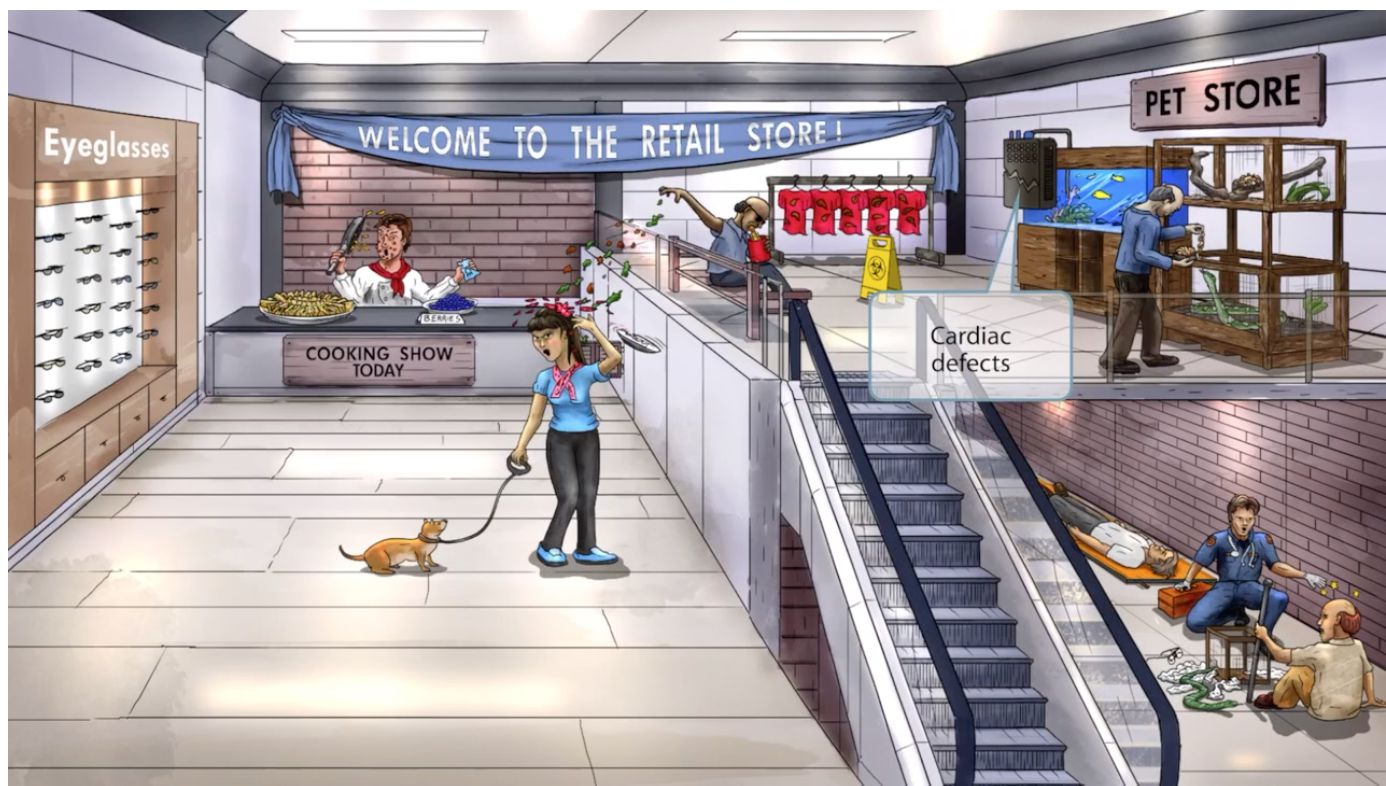 PET STORE
Eyeglasses
WELCOME TO THE RETAIL STORE!
BERRIES
COOKING SHOW
TODAY
Cardiac
defects